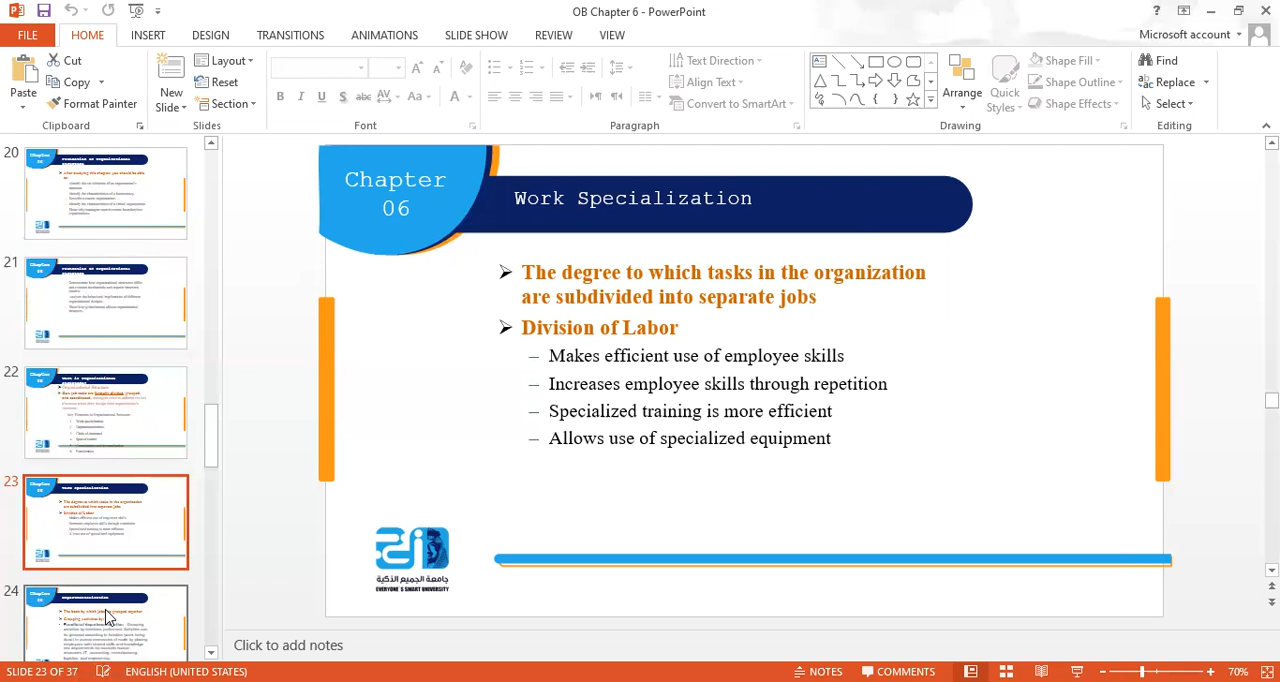 OB Chapter 6 - PowerPoint
FILE HOME INSERT DESIGN TRANSITIONS ANIMATIONS SLIDE SHOW REVIEW VIEW Microsoft account
Paste Cut Copy Format Painter
New Slide Layout Reset Section
Text Direction Align Text Convert to SmartArt
Arrange Quick Styles Shape Fill Shape Outline Shape Effects
Find Replace Select
Clipboard Slides Font Paragraph Drawing Editing
20
21
22
23
24
Chapter
06
Work Specialization
➢ The degree to which tasks in the organization
are subdivided into separate jobs
➢ Division of Labor
– Makes efficient use of employee skills
– Increases employee skills through repetition
– Specialized training is more efficient
– Allows use of specialized equipment
جامعة الجميع الذكية
EVERYONE'S SMART UNIVERSITY
Click to add notes
SLIDE 23 OF 37 ENGLISH (UNITED STATES) NOTES COMMENTS 70%